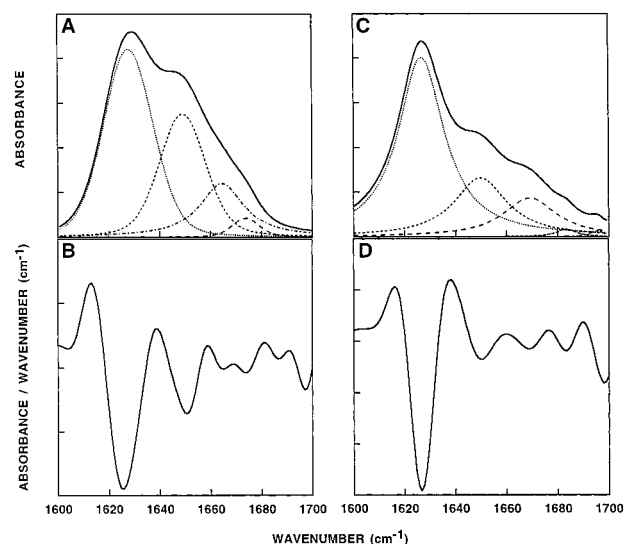 A
C
ABSORBANCE
B
D
ABSORBANCE / WAVENUMBER (cm-1)
1600 1620 1640 1660 1680 1700 1600 1620 1640 1660 1680 1700
WAVENUMBER (cm-1)